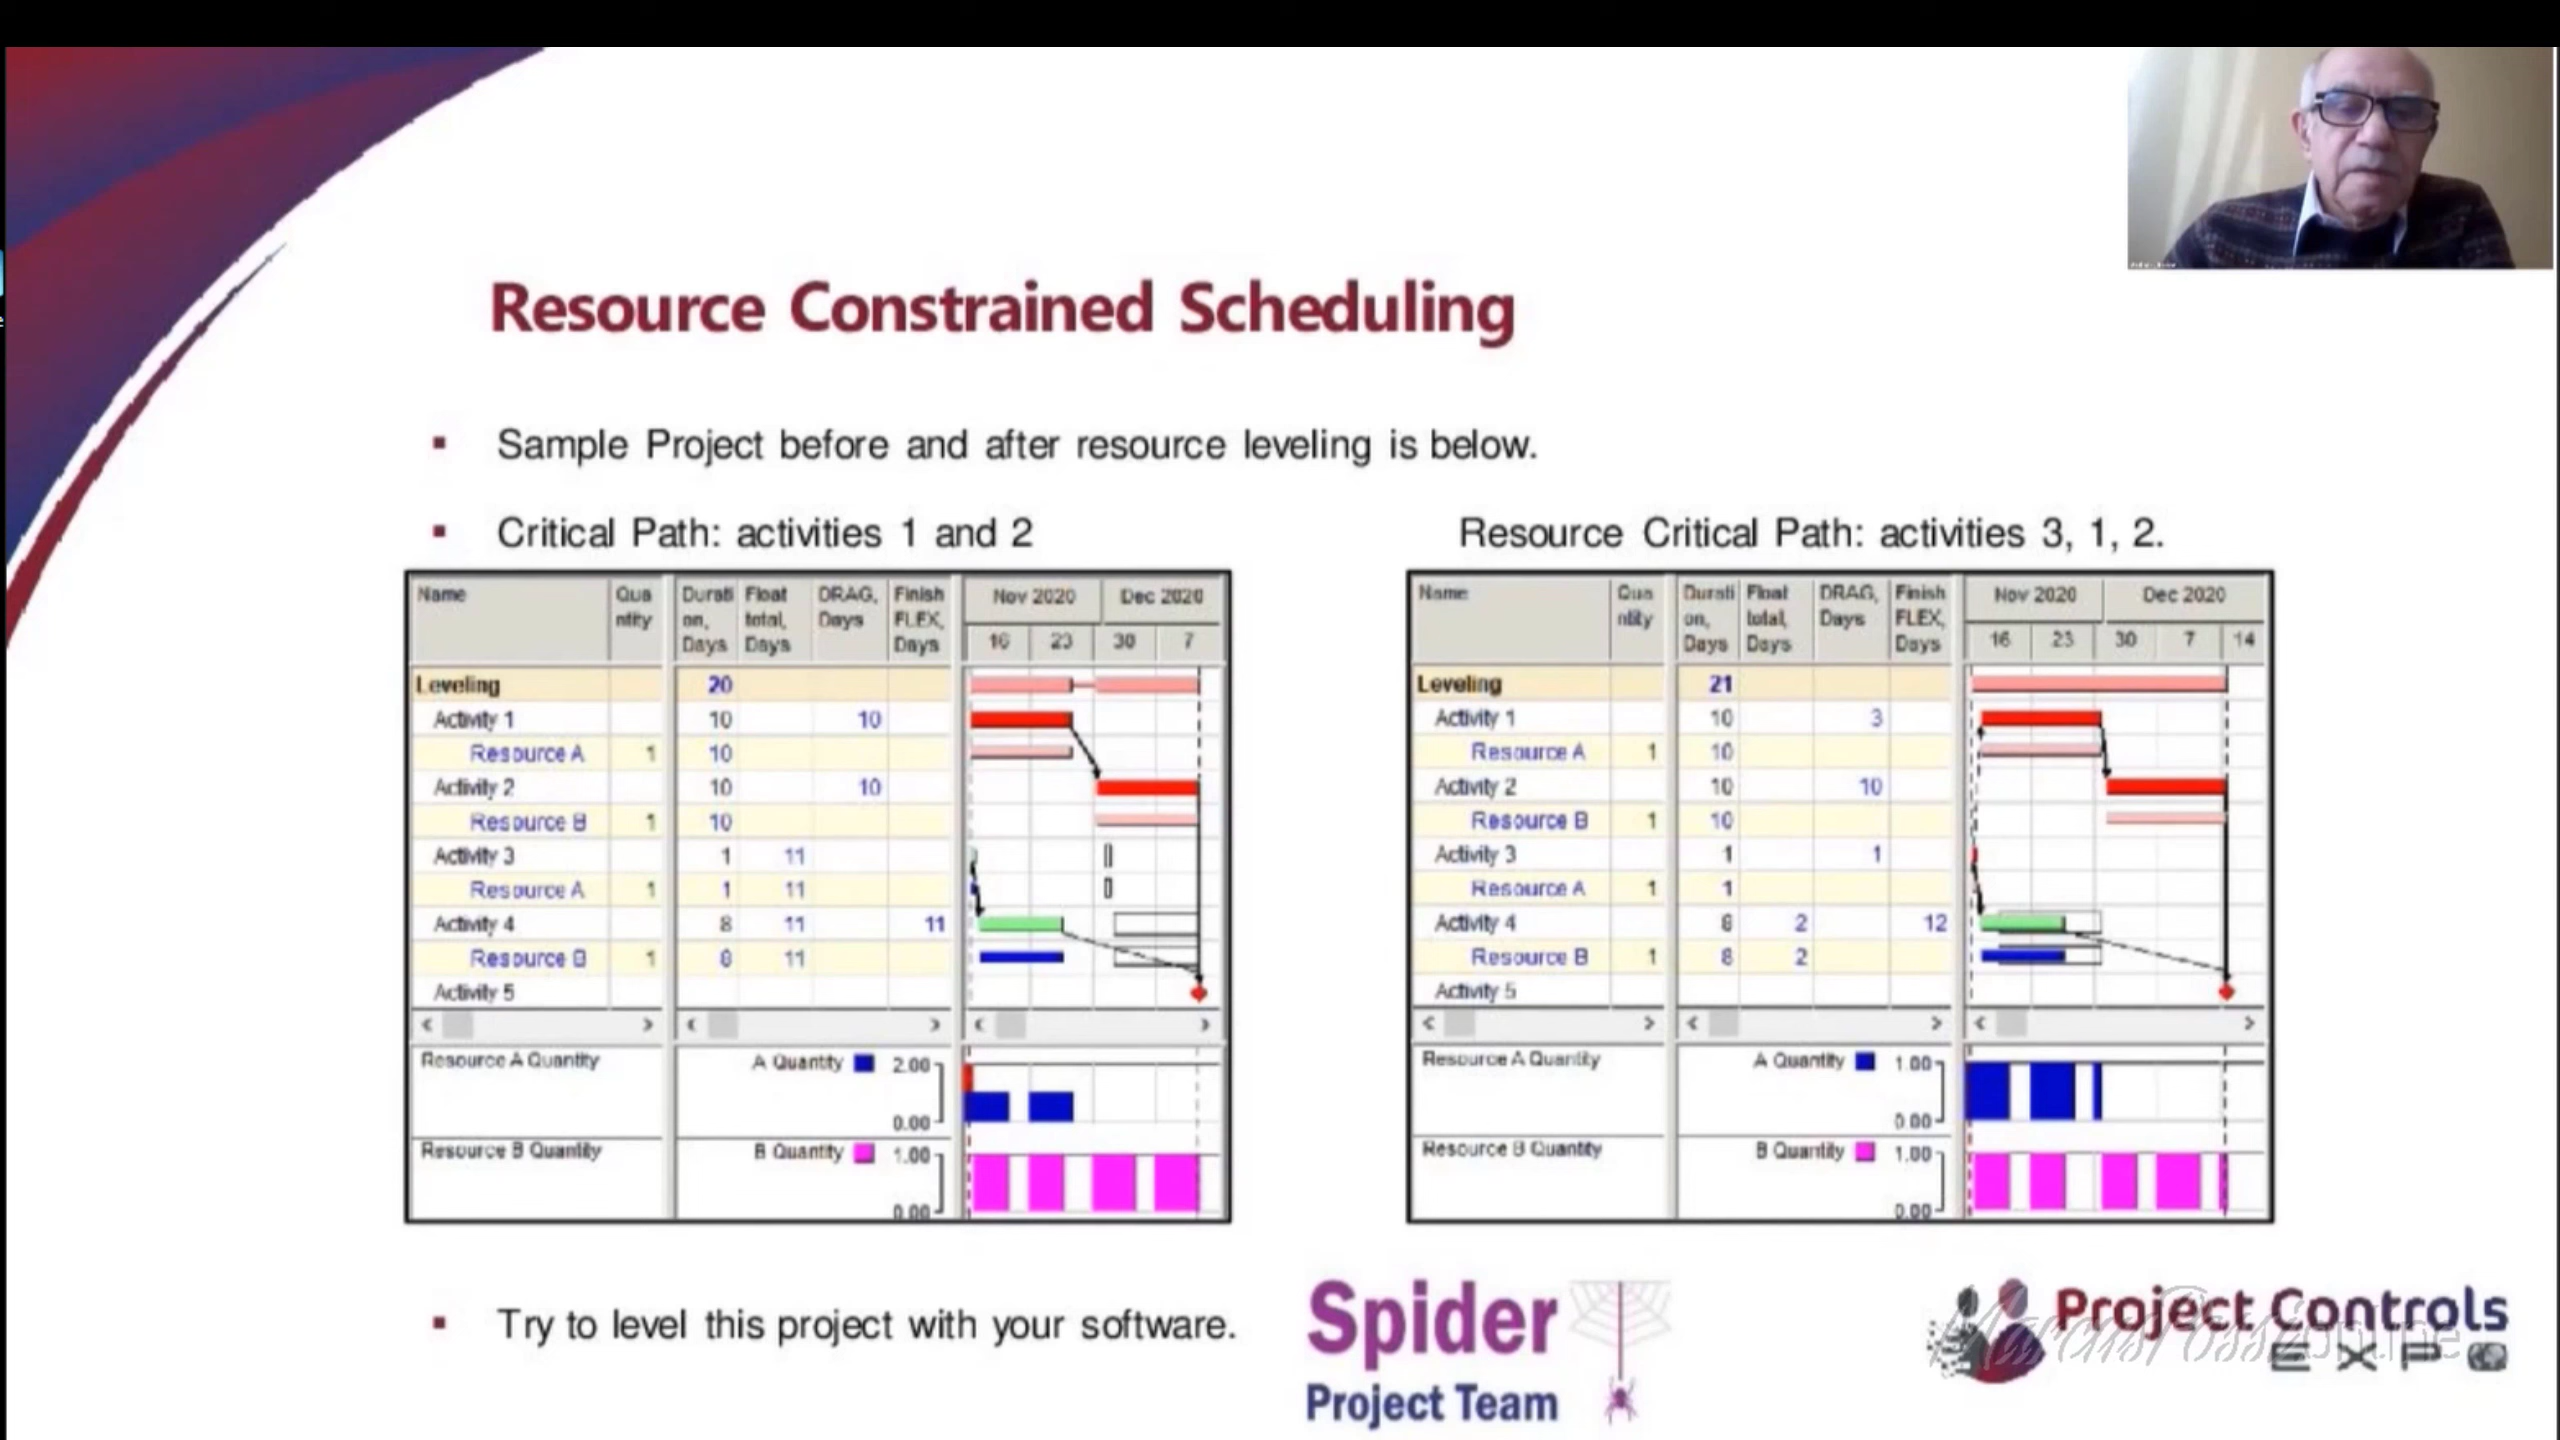 Resource Constrained Scheduling
▪ Sample Project before and after resource leveling is below.
▪ Critical Path: activities 1 and 2
Resource Critical Path: activities 3, 1, 2.
Name Qua ntity Durati on, Days Float total, Days DRAG, Days Finish FLEX, Days Nov 2020 Dec 2020
16 23 30 7
Leveling 20
Activity 1 10 10
Resource A 1 10
Activity 2 10 10
Resource B 1 10
Activity 3 1 11
Resource A 1 1 11
Activity 4 8 11 11
Resource B 1 8 11
Activity 5
Resource A Quantity A Quantity 2.00
0.00
Resource B Quantity B Quantity 1.00
0.00
Name Qua ntity Durati on, Days Float total, Days DRAG, Days Finish FLEX, Days Nov 2020 Dec 2020
16 23 30 7 14
Leveling 21
Activity 1 10 3
Resource A 1 10
Activity 2 10 10
Resource B 1 10
Activity 3 1 1
Resource A 1 1
Activity 4 8 2 12
Resource B 1 8 2
Activity 5
Resource A Quantity A Quantity 1.00
0.00
Resource B Quantity B Quantity 1.00
0.00
▪ Try to level this project with your software.
Spider
Project Team
Project Controls
EXPO